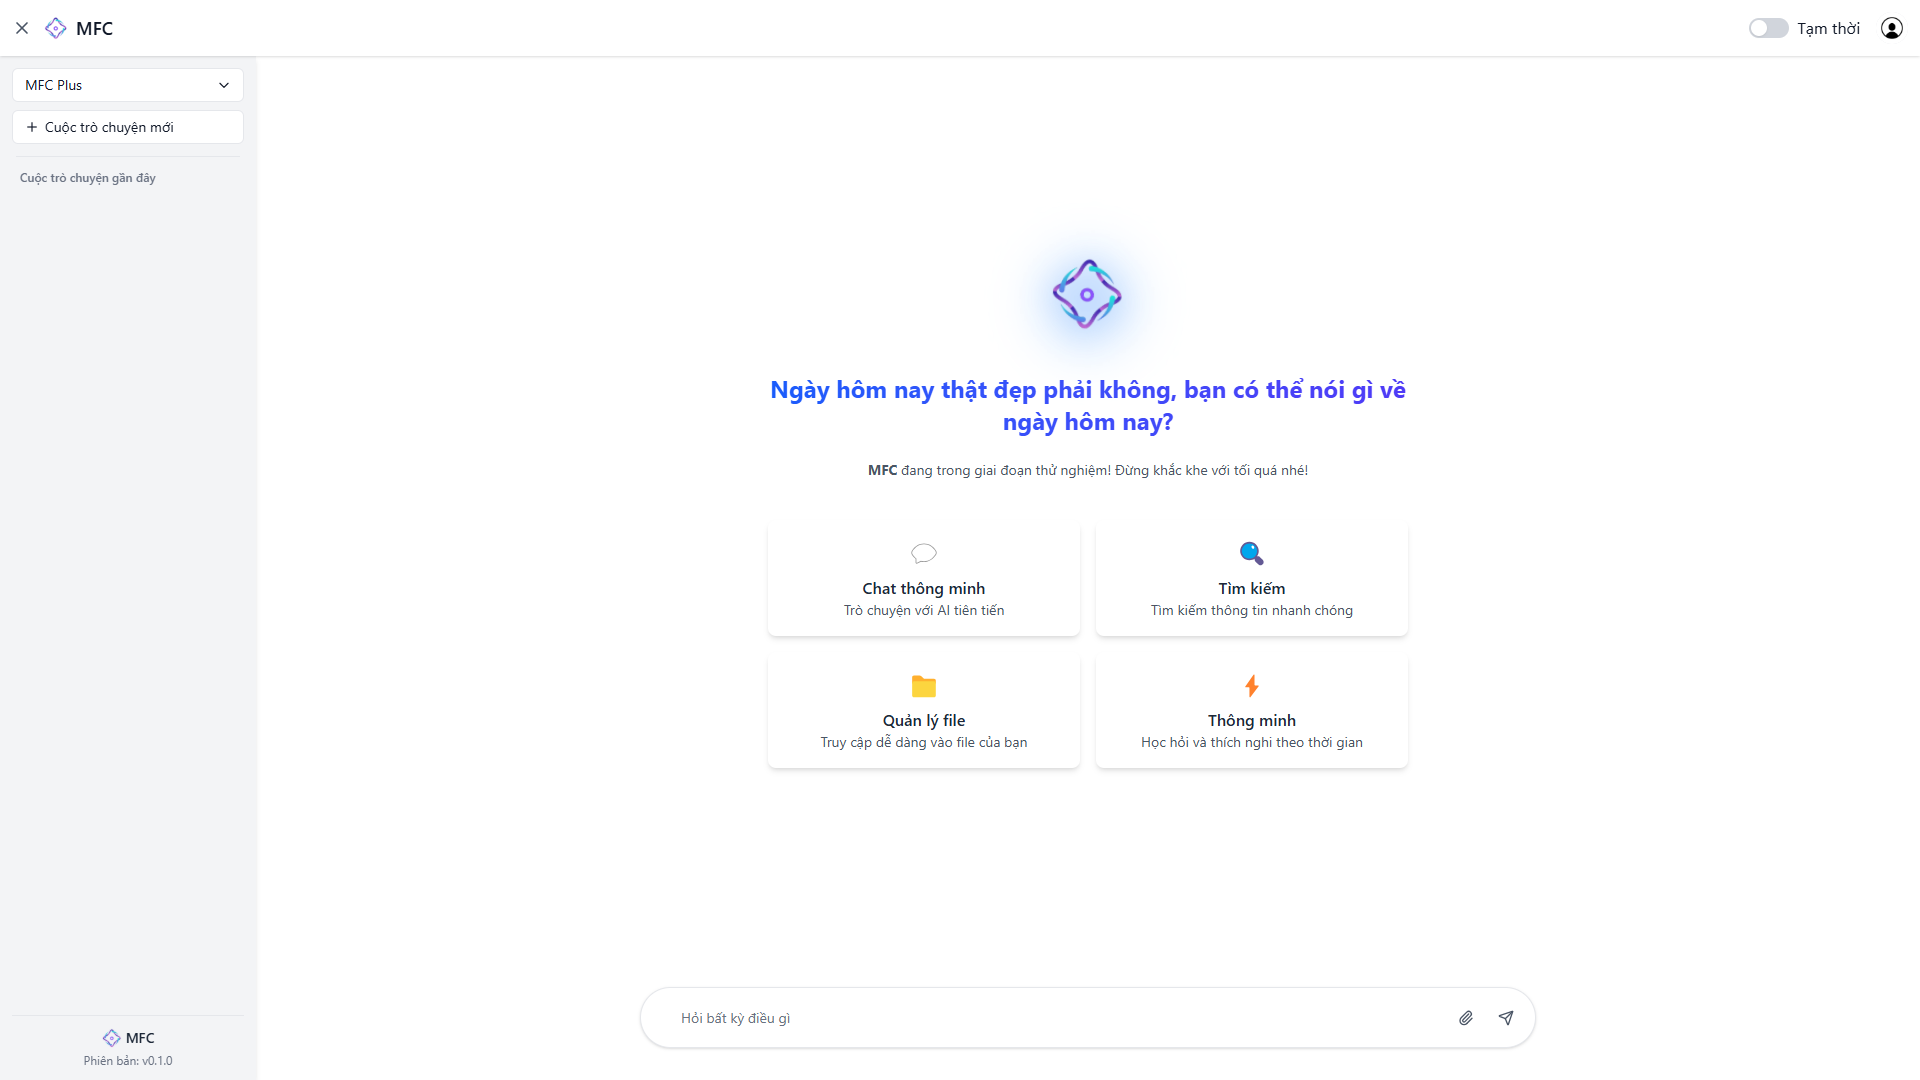 MFC
Tạm thời
MFC Plus
Cuộc trò chuyện mới
Cuộc trò chuyện gần đây
Ngày hôm nay thật đẹp phải không, bạn có thể nói gì về
ngày hôm nay?
MFC đang trong giai đoạn thử nghiệm! Đừng khắc khe với tối quá nhé!
Chat thông minh
Trò chuyện với AI tiên tiến
Tìm kiếm
Tìm kiếm thông tin nhanh chóng
Quản lý file
Truy cập dễ dàng vào file của bạn
Thông minh
Học hỏi và thích nghi theo thời gian
Hỏi bất kỳ điều gì
MFC
Phiên bản: v0.1.0